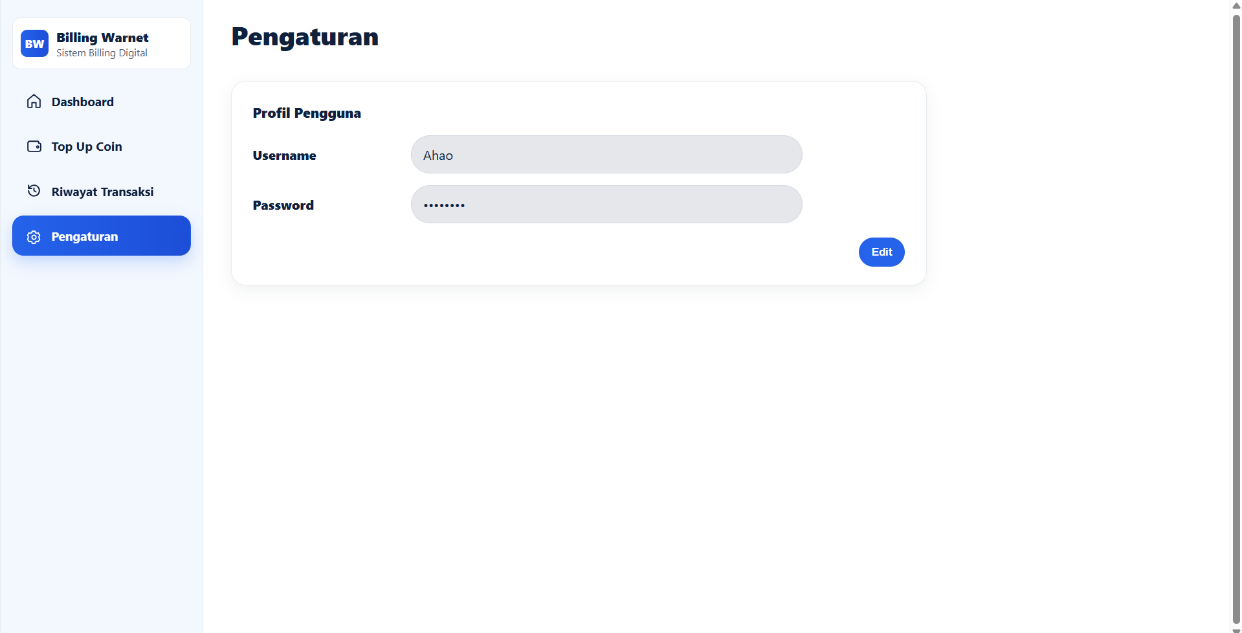 BW
Billing Warnet
Sistem Billing Digital
Dashboard
Top Up Coin
Riwayat Transaksi
Pengaturan
Pengaturan
Profil Pengguna
Username
Ahao
Password
••••••••
Edit